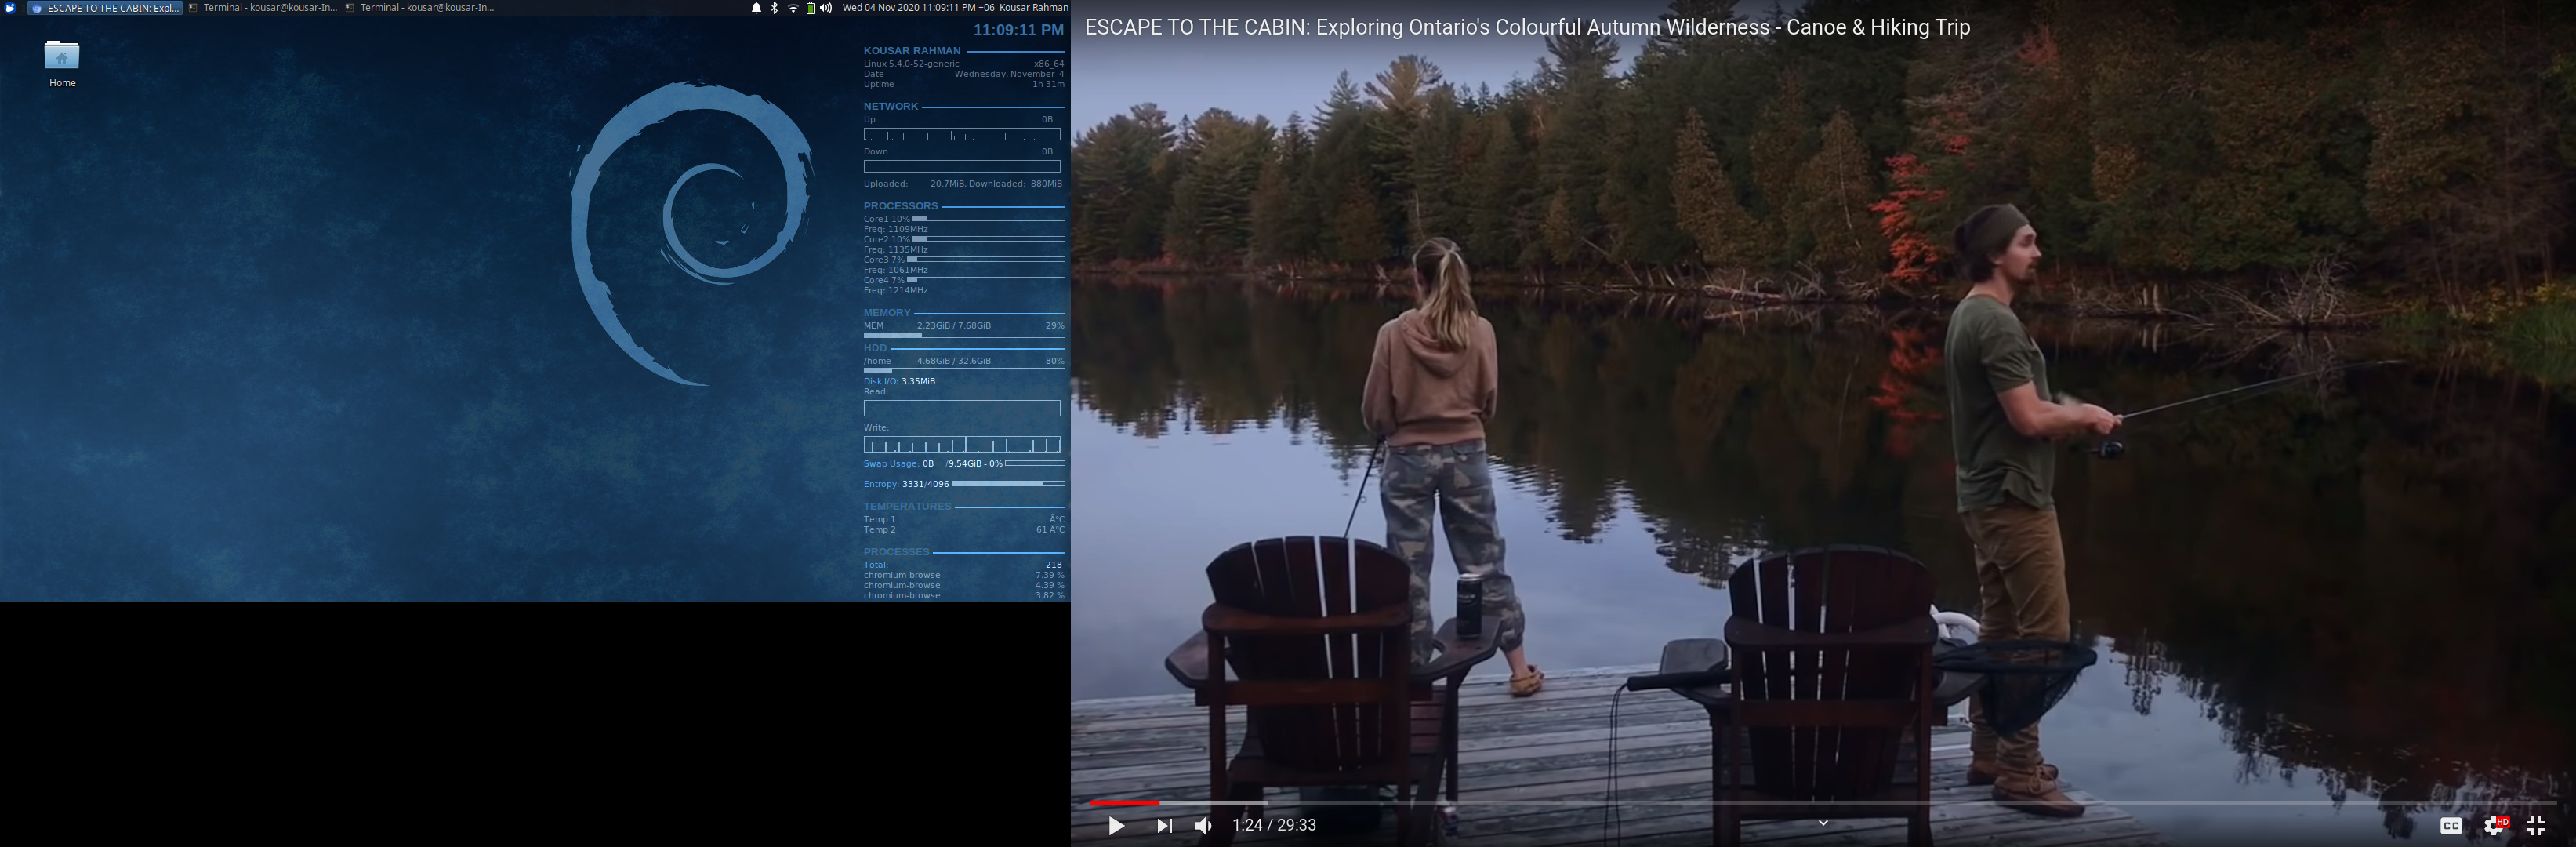 ESCAPE TO THE CABIN: Expl...
Terminal - kousar@kousar-In...
Terminal - kousar@kousar-In...
Wed 04 Nov 2020 11:09:11 PM +06 Kousar Rahman
Home
11:09:11 PM
KOUSAR RAHMAN
Linux 5.4.0-52-generic x86_64
Date Wednesday, November 4
Uptime 1h 31m
NETWORK
Up 0B
Down 0B
Uploaded: 20.7MiB, Downloaded: 880MiB
PROCESSORS
Core1 10%
Freq: 1109MHz
Core2 10%
Freq: 1135MHz
Core3 7%
Freq: 1061MHz
Core4 7%
Freq: 1214MHz
MEMORY
MEM 2.23GiB / 7.68GiB 29%
HDD
/home 4.68GiB / 32.6GiB 80%
Disk I/O: 3.35MiB
Read:
Write:
Swap Usage: 0B /9.54GiB - 0%
Entropy: 3331/4096
TEMPERATURES
Temp 1 Â°C
Temp 2 61 Â°C
PROCESSES
Total: 218
chromium-browse 7.39 %
chromium-browse 4.39 %
chromium-browse 3.82 %
ESCAPE TO THE CABIN: Exploring Ontario's Colourful Autumn Wilderness - Canoe & Hiking Trip
1:24 / 29:33
CC
HD